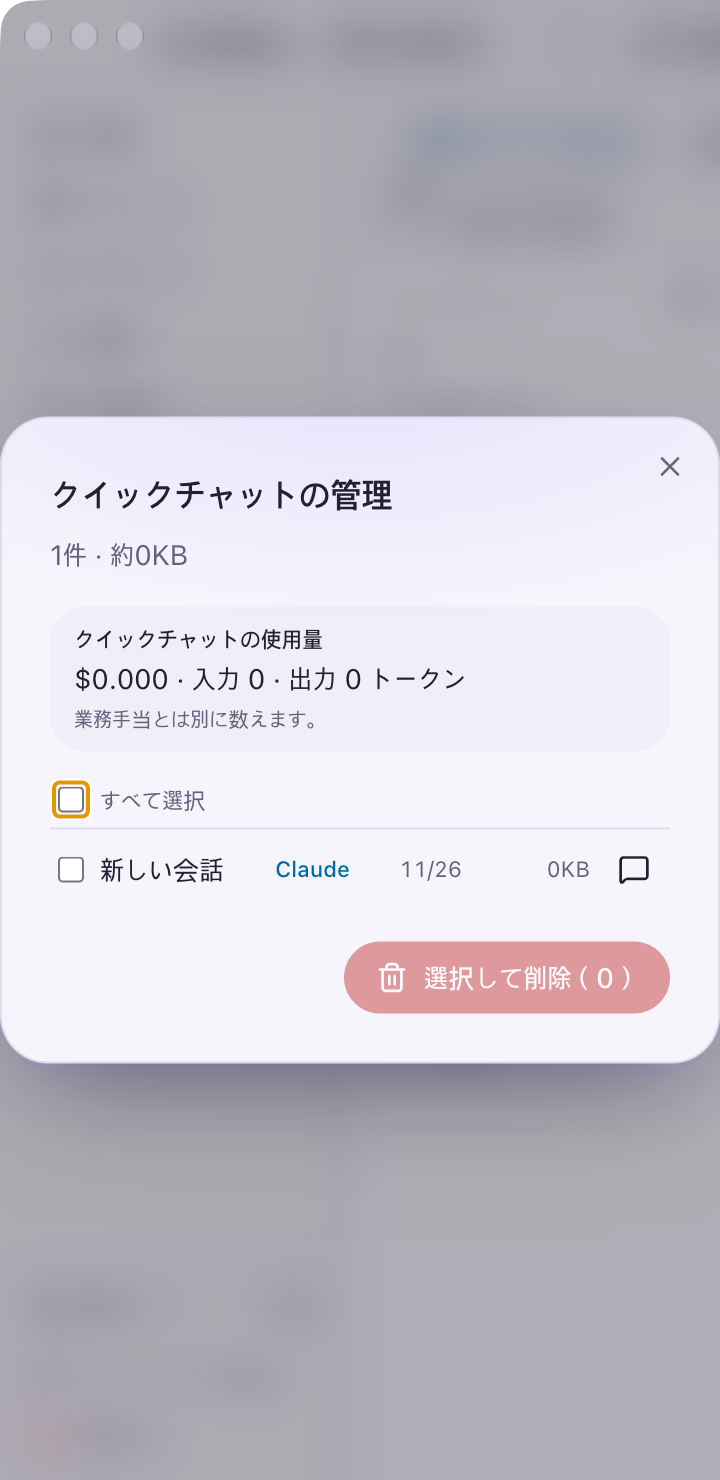 クイックチャットの管理
1件 · 約0KB
クイックチャットの使用量
$0.000 · 入力 0 · 出力 0 トークン
業務手当とは別に数えます。
すべて選択
新しい会話 Claude 11/26 0KB
選択して削除 ( 0 )